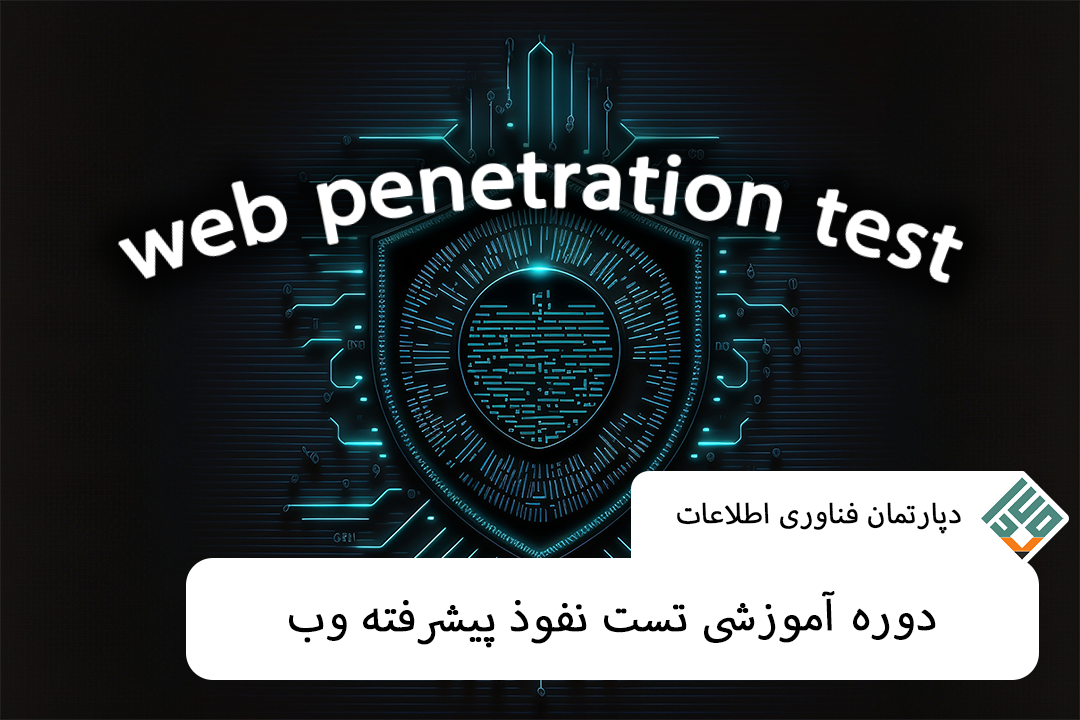 web penetration test
دپارتمان فناوری اطلاعات
دوره آموزشی تست نفوذ پیشرفته وب